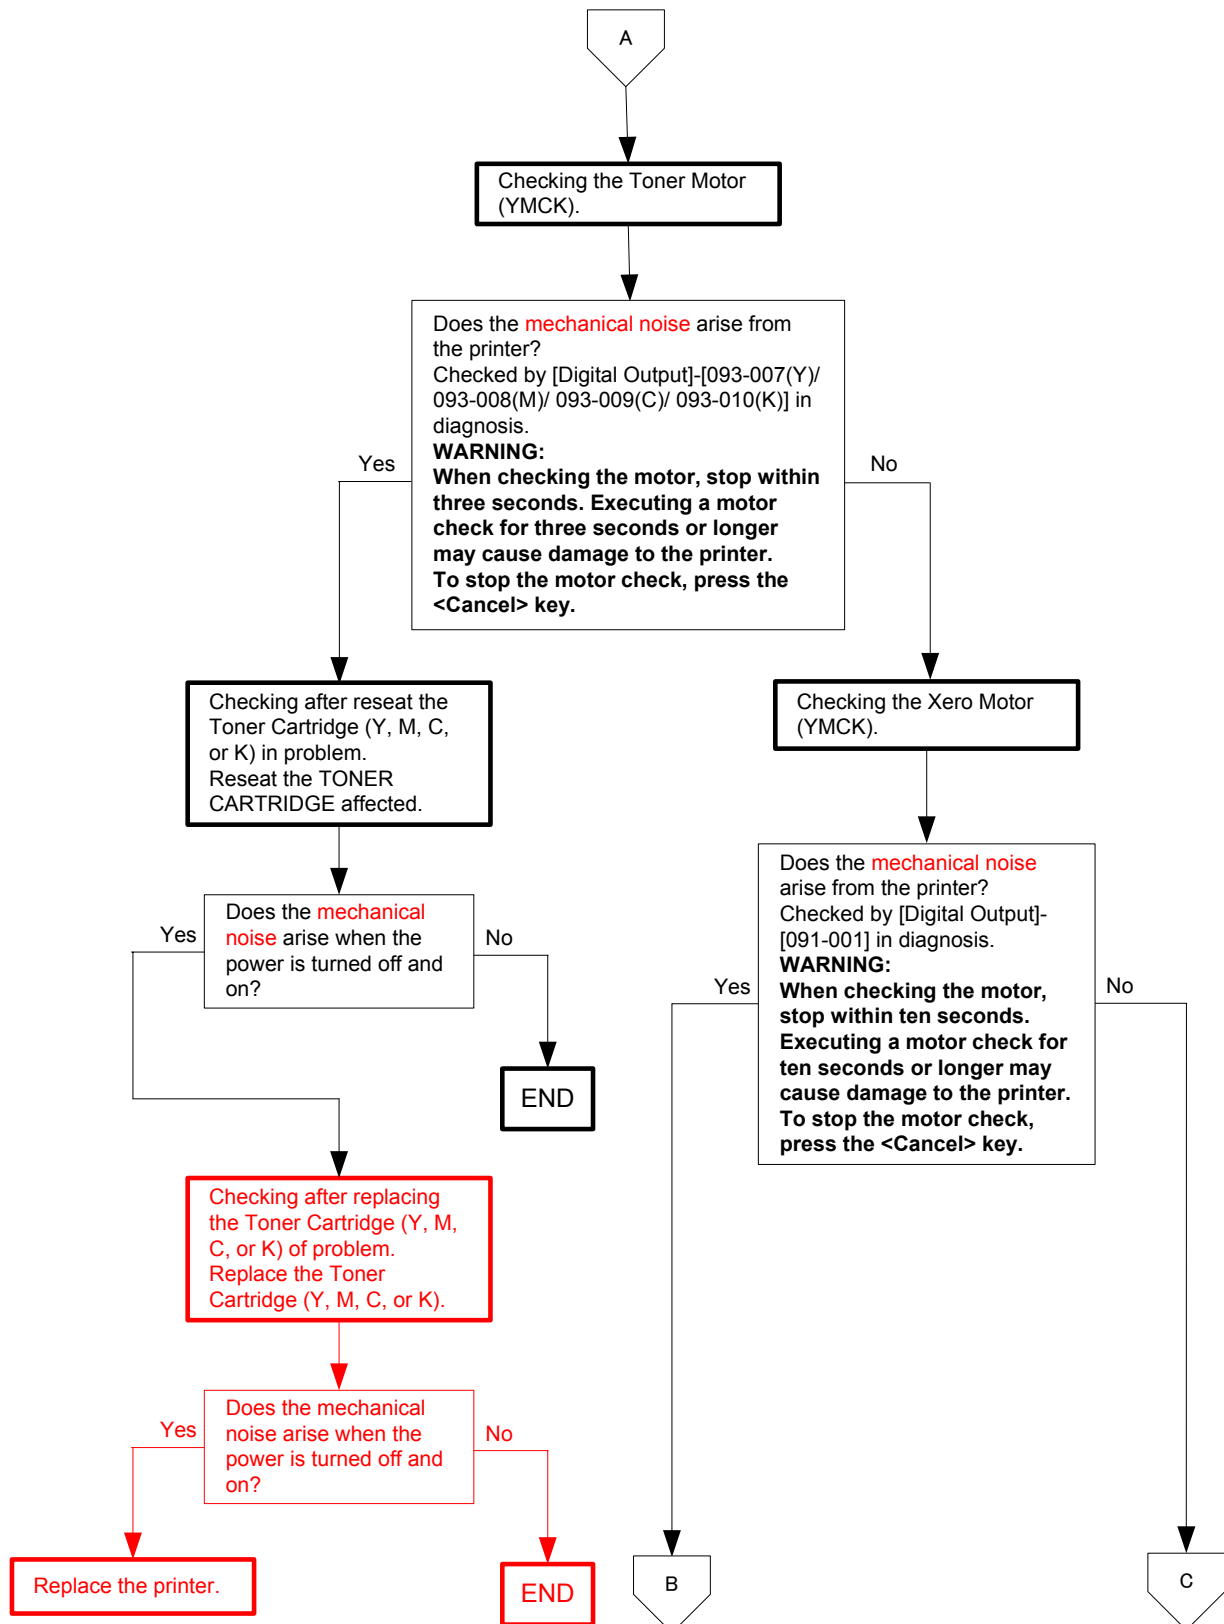 A
Checking the Toner Motor
(YMCK).
Does the mechanical noise arise from
the printer?
Checked by [Digital Output]-[093-007(Y)/
093-008(M)/ 093-009(C)/ 093-010(K)] in
diagnosis.
WARNING:
When checking the motor, stop within
three seconds. Executing a motor
check for three seconds or longer
may cause damage to the printer.
To stop the motor check, press the
<Cancel> key.
Yes
No
Checking after reseat the
Toner Cartridge (Y, M, C,
or K) in problem.
Reseat the TONER
CARTRIDGE affected.
Checking the Xero Motor
(YMCK).
Does the mechanical
noise arise when the
power is turned off and
on?
Yes
No
END
Does the mechanical noise
arise from the printer?
Checked by [Digital Output]-
[091-001] in diagnosis.
WARNING:
When checking the motor,
stop within ten seconds.
Executing a motor check for
ten seconds or longer may
cause damage to the printer.
To stop the motor check,
press the <Cancel> key.
Yes
No
Checking after replacing
the Toner Cartridge (Y, M,
C, or K) of problem.
Replace the Toner
Cartridge (Y, M, C, or K).
Does the mechanical
noise arise when the
power is turned off and
on?
Yes
No
Replace the printer.
END
B
C